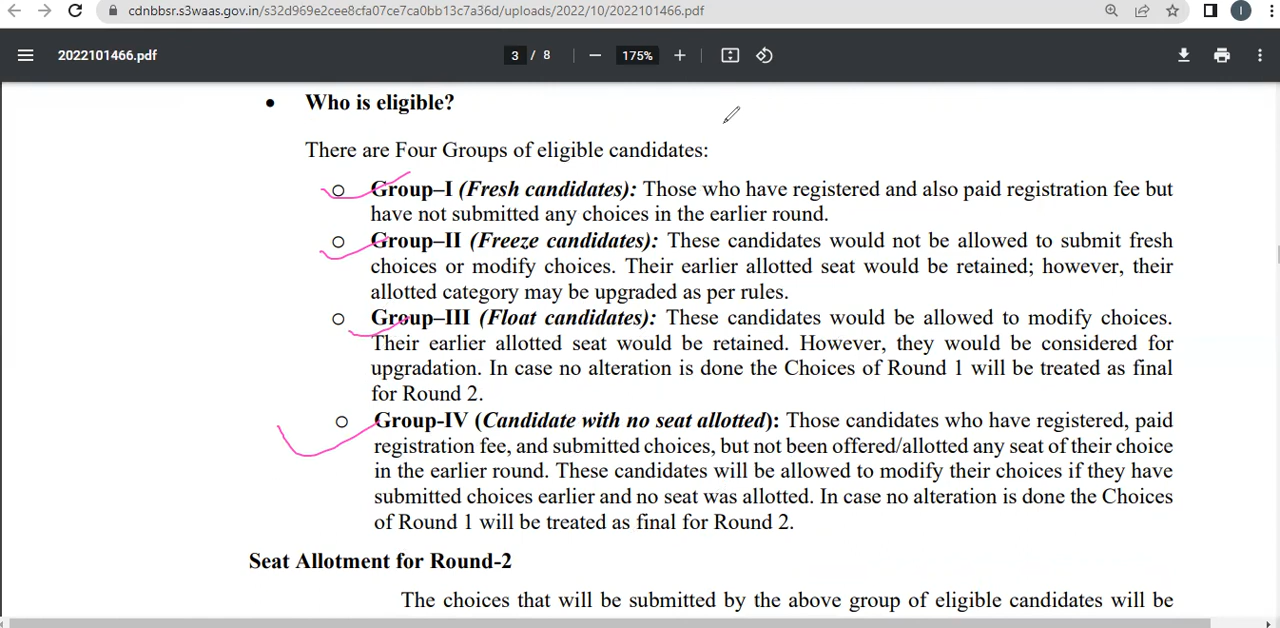 cdnbbsr.s3waas.gov.in/s32d969e2cee8cfa07ce7ca0bb13c7a36d/uploads/2022/10/2022101466.pdf
I
2022101466.pdf
3 / 8
175%
• Who is eligible?
There are Four Groups of eligible candidates:
Group–I (Fresh candidates): Those who have registered and also paid registration fee but
have not submitted any choices in the earlier round.
Group–II (Freeze candidates): These candidates would not be allowed to submit fresh
choices or modify choices. Their earlier allotted seat would be retained; however, their
allotted category may be upgraded as per rules.
Group–III (Float candidates): These candidates would be allowed to modify choices.
Their earlier allotted seat would be retained. However, they would be considered for
upgradation. In case no alteration is done the Choices of Round 1 will be treated as final
for Round 2.
Group-IV (Candidate with no seat allotted): Those candidates who have registered, paid
registration fee, and submitted choices, but not been offered/allotted any seat of their choice
in the earlier round. These candidates will be allowed to modify their choices if they have
submitted choices earlier and no seat was allotted. In case no alteration is done the Choices
of Round 1 will be treated as final for Round 2.
Seat Allotment for Round-2
The choices that will be submitted by the above group of eligible candidates will be